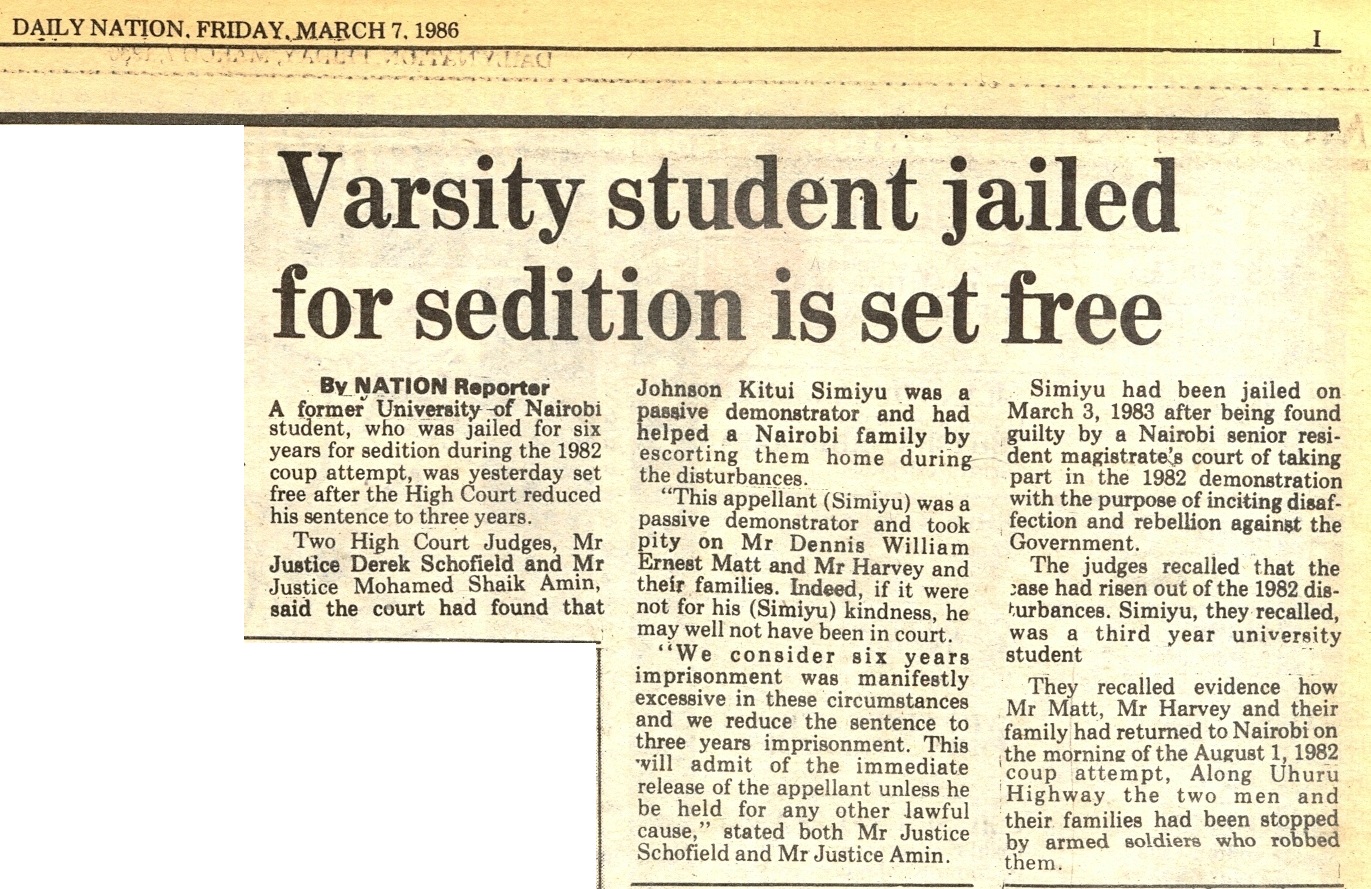 DAILY NATION, FRIDAY, MARCH 7, 1986
I
Varsity student jailed
for sedition is set free
By NATION Reporter
A former University of Nairobi
student, who was jailed for six
years for sedition during the 1982
coup attempt, was yesterday set
free after the High Court reduced
his sentence to three years.
Two High Court Judges, Mr
Justice Derek Schofield and Mr
Justice Mohamed Shaik Amin,
said the court had found that
Johnson Kitui Simiyu was a
passive demonstrator and had
helped a Nairobi family by
escorting them home during
the disturbances.
"This appellant (Simiyu) was a
passive demonstrator and took
pity on Mr Dennis William
Ernest Matt and Mr Harvey and
their families. Indeed, if it were
not for his (Simiyu) kindness, he
may well not have been in court.
"We consider six years
imprisonment was manifestly
excessive in these circumstances
and we reduce the sentence to
three years imprisonment. This
will admit of the immediate
release of the appellant unless he
be held for any other lawful
cause," stated both Mr Justice
Schofield and Mr Justice Amin.
Simiyu had been jailed on
March 3, 1983 after being found
guilty by a Nairobi senior resi-
dent magistrate's court of taking
part in the 1982 demonstration
with the purpose of inciting disaf-
fection and rebellion against the
Government.
The judges recalled that the
case had risen out of the 1982 dis-
turbances. Simiyu, they recalled,
was a third year university
student
They recalled evidence how
Mr Matt, Mr Harvey and their
family had returned to Nairobi on
the morning of the August 1, 1982
coup attempt, Along Uhuru
Highway the two men and
their families had been stopped
by armed soldiers who robbed
them.